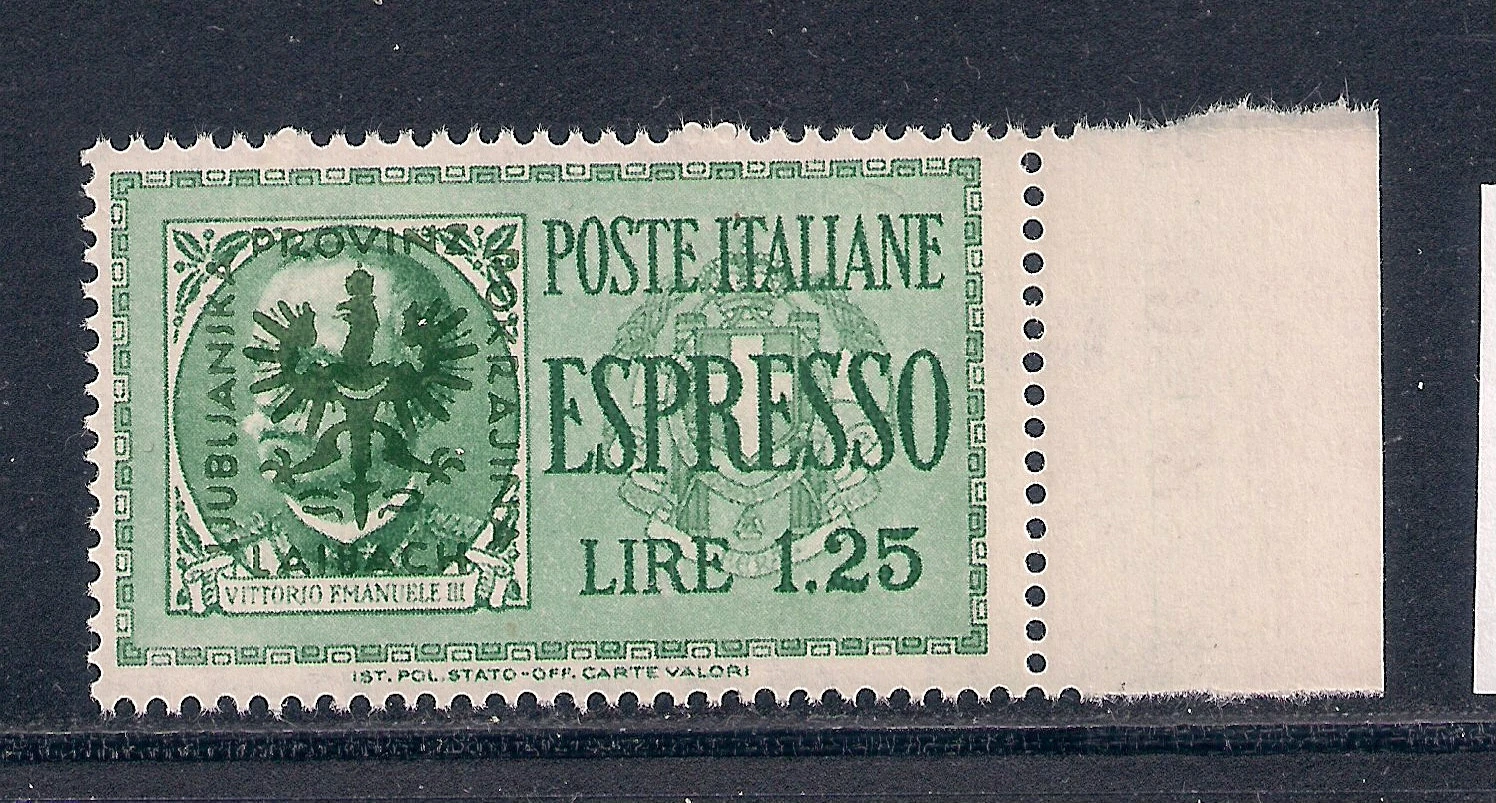 PROVINZ
LAIBACH
LJUBLJANSKA
POKRAJINA
VITTORIO EMANUELE III
POSTE ITALIANE
ESPRESSO
LIRE 1.25
IST. POL. STATO-OFF. CARTE VALORI